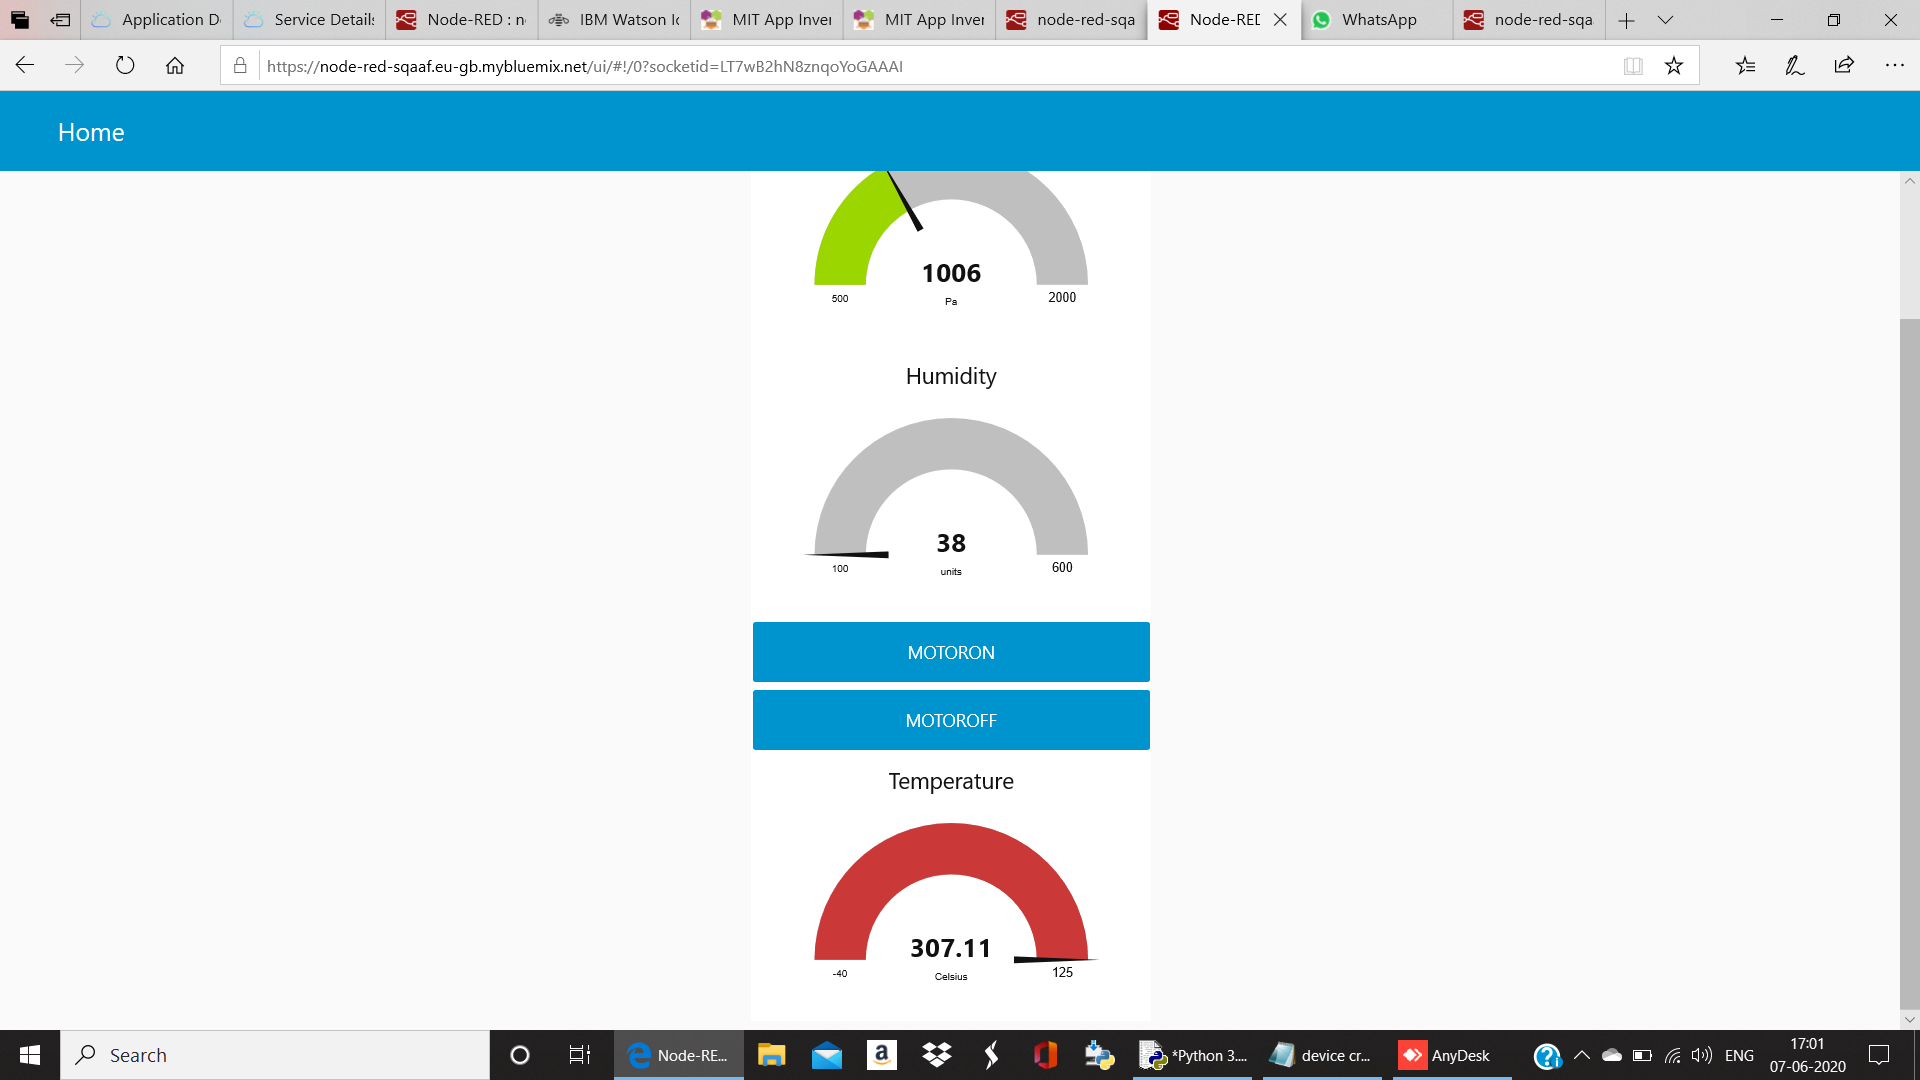 Application D
Service Details
Node-RED : n
IBM Watson Io
MIT App Inver
MIT App Inver
node-red-sqa
Node-RED
WhatsApp
node-red-sqa
https://node-red-sqaaf.eu-gb.mybluemix.net/ui/#!/0?socketid=LT7wB2hN8znqoYoGAAAI
Home
1006
500
Pa
2000
Humidity
38
100
units
600
MOTORON
MOTOROFF
Temperature
307.11
-40
Celsius
125
Search
Node-RE...
*Python 3....
device cr...
AnyDesk
ENG
17:01
07-06-2020